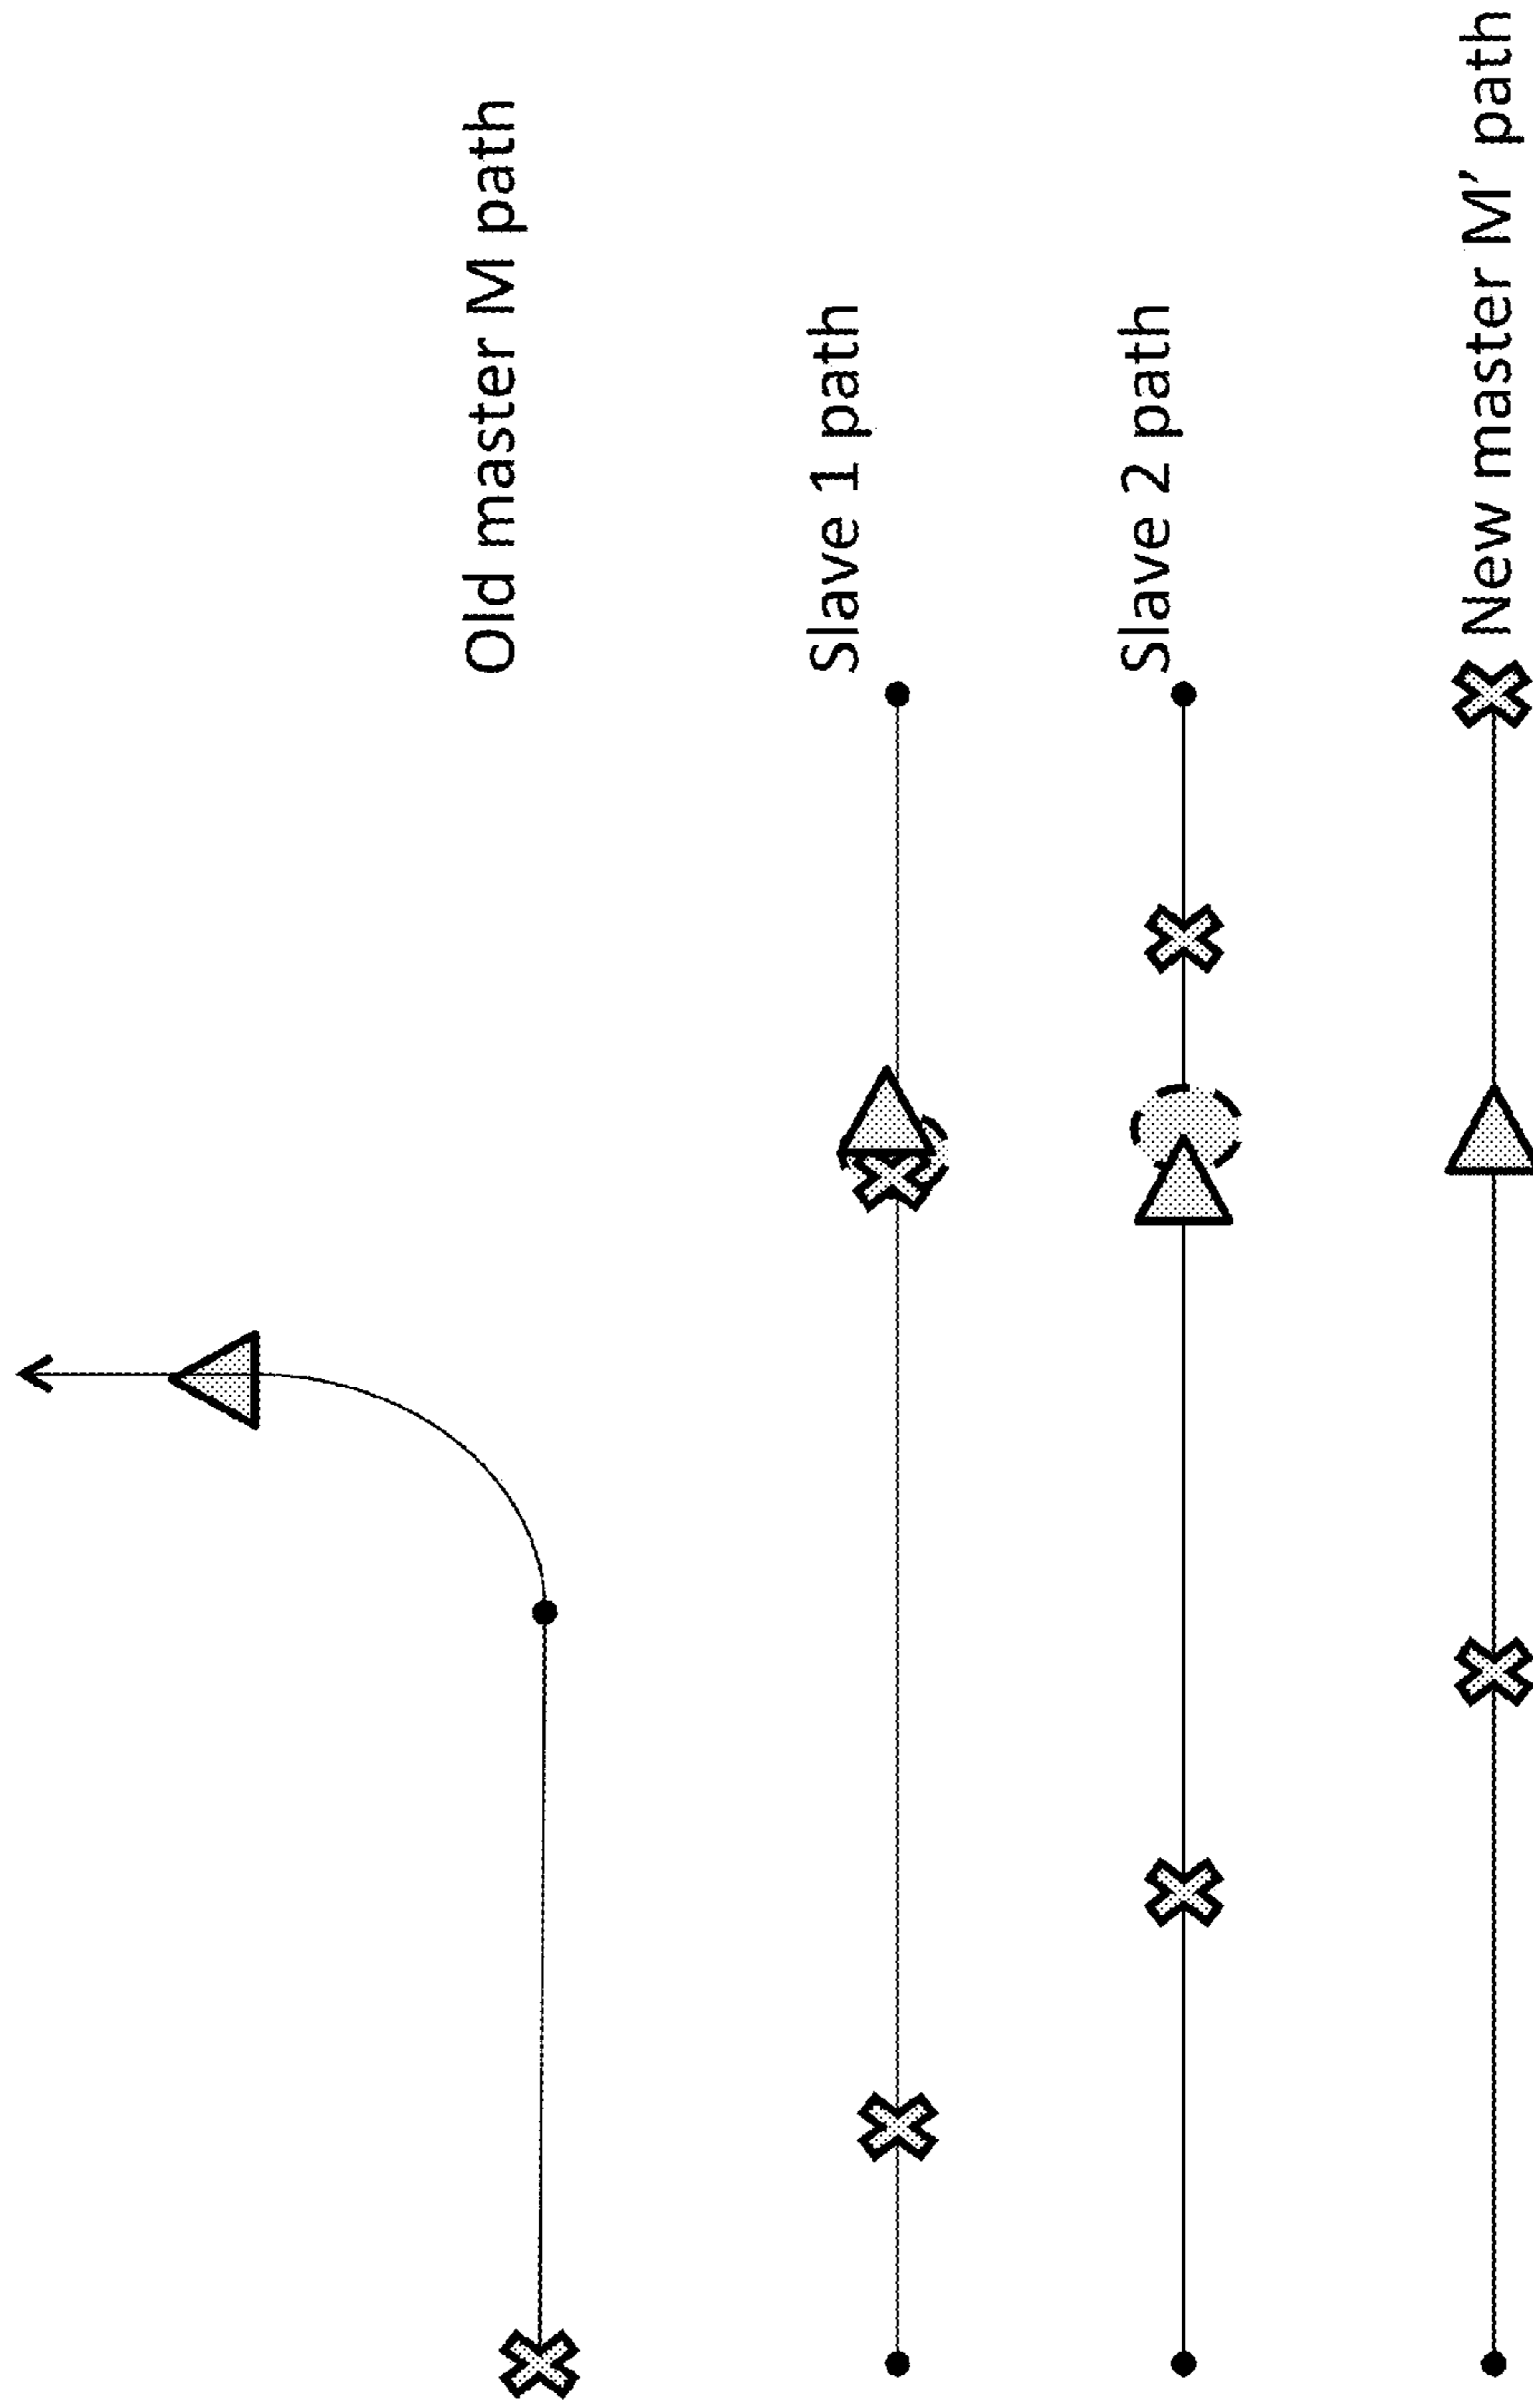 Old master M path
Slave 1 path
Slave 2 path
New master M' path